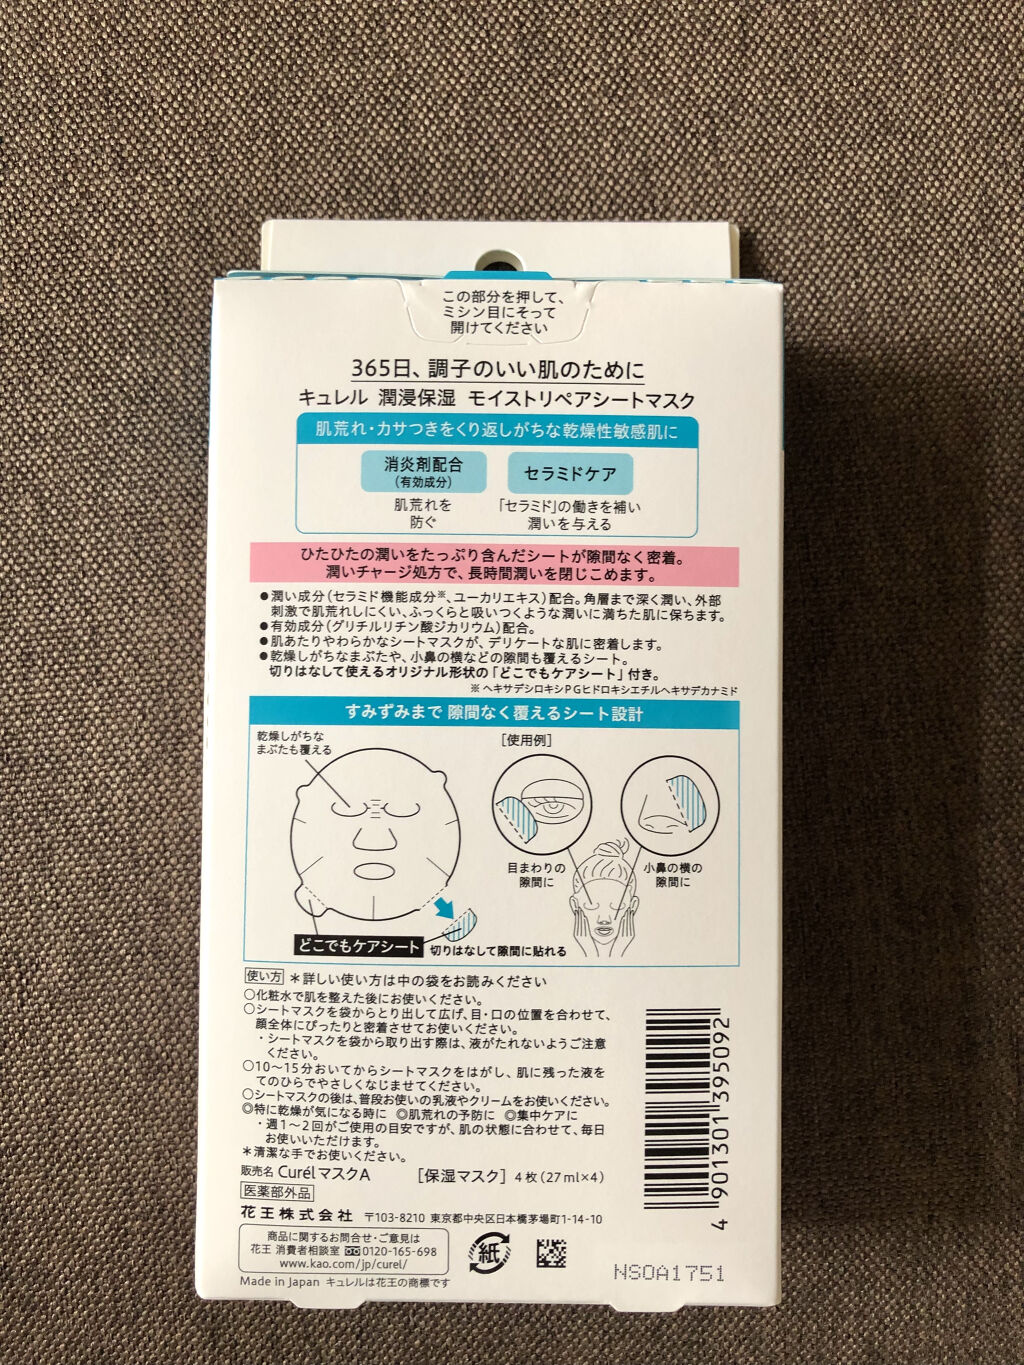 この部分を押して、
ミシン目にそって
開けてください
365日、調子のいい肌のために
キュレル 潤浸保湿 モイストリペアシートマスク
肌荒れ・カサつきをくり返しがちな乾燥性敏感肌に
消炎剤配合
(有効成分)
肌荒れを
防ぐ
セラミドケア
「セラミド」の働きを補い
潤いを与える
ひたひたの潤いをたっぷり含んだシートが隙間なく密着。
潤いチャージ処方で、長時間潤いを閉じこめます。
●潤い成分(セラミド機能成分※、ユーカリエキス)配合。角層まで深く潤い、外部
刺激で肌荒れしにくい、ふっくらと吸いつくような潤いに満ちた肌に保ちます。
●有効成分(グリチルリチン酸ジカリウム)配合。
●肌あたりやわらかなシートマスクが、デリケートな肌に密着します。
●乾燥しがちなまぶたや、小鼻の横などの隙間も覆えるシート。
切りはなして使えるオリジナル形状の「どこでもケアシート」付き。
※ヘキサデシロキシPGヒドロキシエチルヘキサデカナミド
すみずみまで 隙間なく覆えるシート設計
乾燥しがちな
まぶたも覆える
[使用例]
目まわりの
隙間に
小鼻の横の
隙間に
どこでもケアシート
切りはなして隙間に貼れる
使い方 *詳しい使い方は中の袋をお読みください
○化粧水で肌を整えた後にお使いください。
○シートマスクを袋からとり出して広げ、目・口の位置を合わせて、
顔全体にぴったりと密着させてお使いください。
・シートマスクを袋から取り出す際は、液がたれないようご注意
ください。
○10〜15分おいてからシートマスクをはがし、肌に残った液を
てのひらでやさしくなじませてください。
○シートマスクの後は、普段お使いの乳液やクリームをお使いください。
◎特に乾燥が気になる時に ◎肌荒れの予防に ◎集中ケアに
・週1〜2回がご使用の目安ですが、肌の状態に合わせて、毎日
お使いいただけます。
*清潔な手でお使いください。
販売名 Curél マスクA [保湿マスク] 4枚(27ml×4)
医薬部外品
花王株式会社 〒103-8210 東京都中央区日本橋茅場町1-14-10
商品に関するお問合せ・ご意見は
花王 消費者相談室 0120-165-698
www.kao.com/jp/curel/
Made in Japan キュレルは花王の商標です
紙
NSOA1751
4 901301 395092